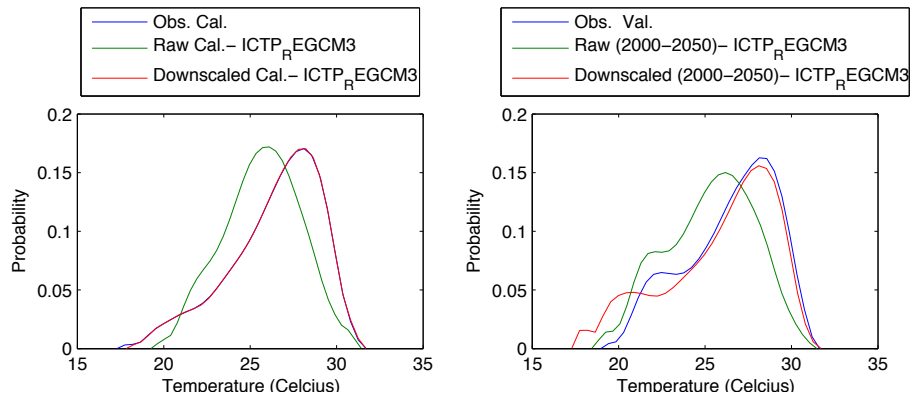 Obs. Cal.
Raw Cal.− ICTP_REGCM3
Downscaled Cal.− ICTP_REGCM3
0.2
0.15
0.1
0.05
0
Probability
15 20 25 30 35
Temperature (Celcius)
Obs. Val.
Raw (2000−2050)− ICTP_REGCM3
Downscaled (2000−2050)− ICTP_REGCM3
0.2
0.15
0.1
0.05
0
Probability
15 20 25 30 35
Temperature (Celcius)